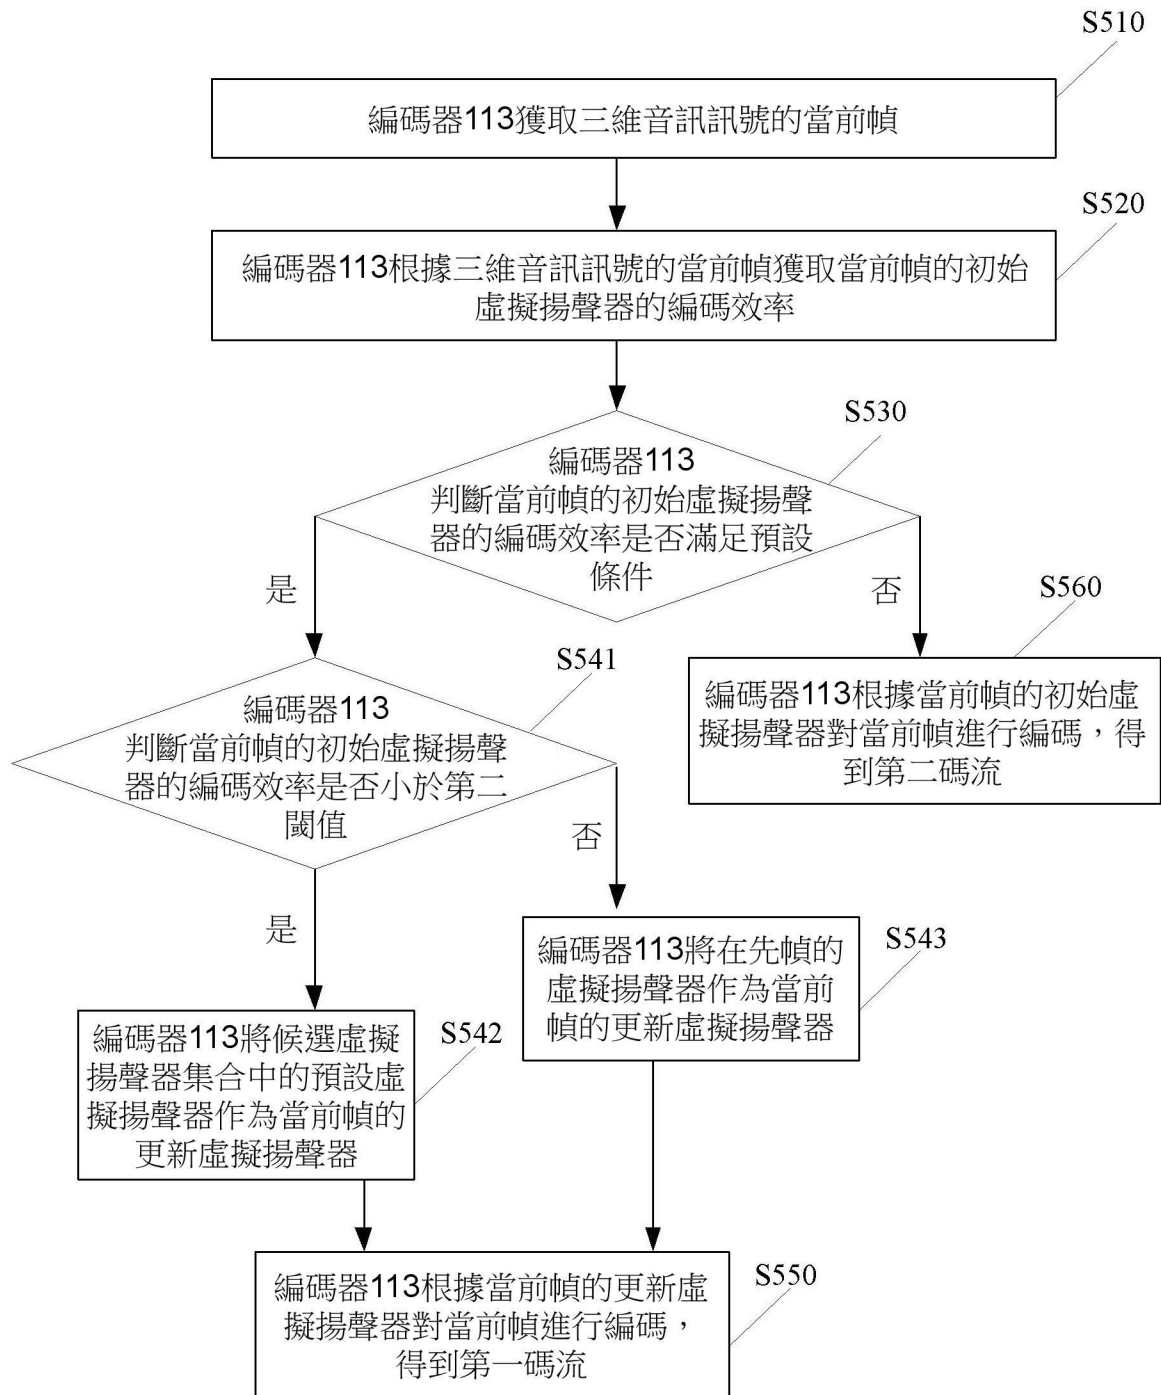 S510
編碼器113獲取三維音訊訊號的當前幀
S520
編碼器113根據三維音訊訊號的當前幀獲取當前幀的初始
虛擬揚聲器的編碼效率
S530
編碼器113
判斷當前幀的初始虛擬揚聲
器的編碼效率是否滿足預設
條件
是
否
S541
S560
編碼器113
判斷當前幀的初始虛擬揚聲
器的編碼效率是否小於第二
閾值
編碼器113根據當前幀的初始虛
擬揚聲器對當前幀進行編碼，得
到第二碼流
否
是
S543
編碼器113將在先幀的
虛擬揚聲器作為當前
幀的更新虛擬揚聲器
S542
編碼器113將候選虛擬
揚聲器集合中的預設虛
擬揚聲器作為當前幀的
更新虛擬揚聲器
S550
編碼器113根據當前幀的更新虛
擬揚聲器對當前幀進行編碼，
得到第一碼流